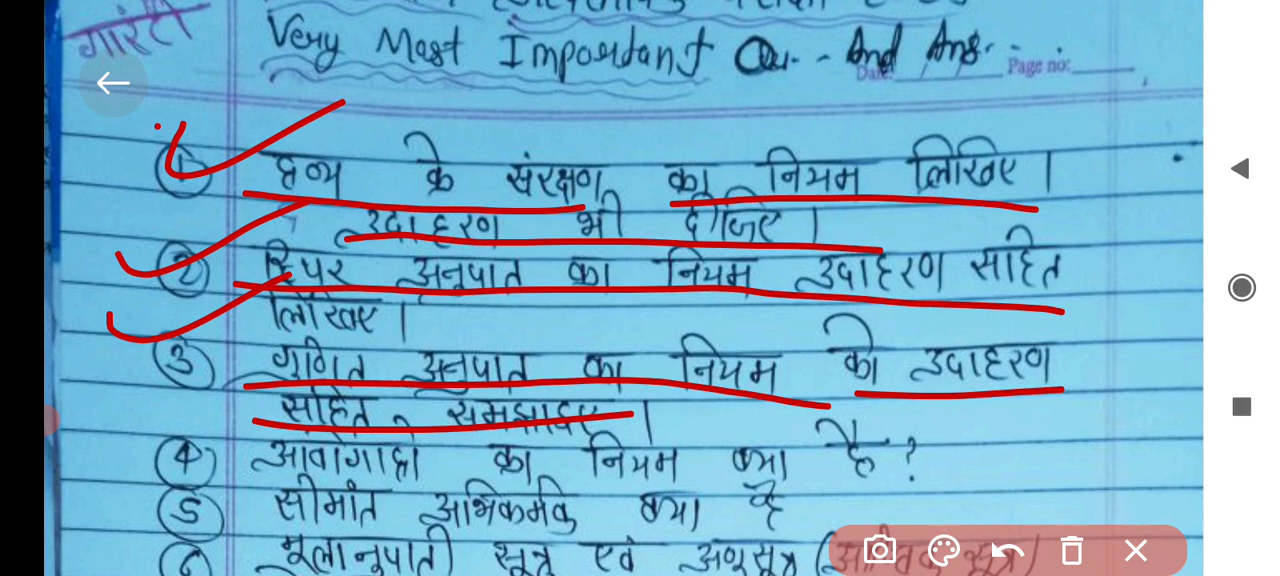 गारंटी
Very Most Important Qu. - And Ans.
Date Page no:
① द्रव्य के संरक्षण का नियम लिखिए।
उदाहरण भी दीजिए।
② स्थिर अनुपात का नियम उदाहरण सहित
लिखिए।
③ गुणित अनुपात का नियम को उदाहरण
सहित समझाइए।
④ आवोगाद्रो का नियम क्या है?
⑤ सीमांत अभिकर्मक क्या है
⑥ मूलानुपाती सूत्र एवं अणुसूत्र (आण्विक सूत्र)